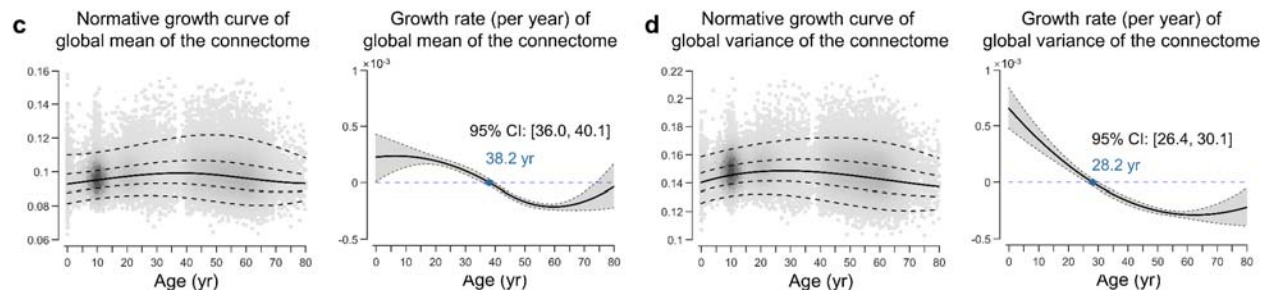 c
Normative growth curve of
global mean of the connectome
0.16
0.14
0.12
0.1
0.08
0.06
0 10 20 30 40 50 60 70 80
Age (yr)
Growth rate (per year) of
global mean of the connectome
×10⁻³
1
0.5
0
-0.5
95% CI: [36.0, 40.1]
38.2 yr
0 10 20 30 40 50 60 70 80
Age (yr)
d
Normative growth curve of
global variance of the connectome
0.22
0.2
0.18
0.16
0.14
0.12
0.1
0 10 20 30 40 50 60 70 80
Age (yr)
Growth rate (per year) of
global variance of the connectome
×10⁻³
1
0.5
0
-0.5
95% CI: [26.4, 30.1]
28.2 yr
0 10 20 30 40 50 60 70 80
Age (yr)